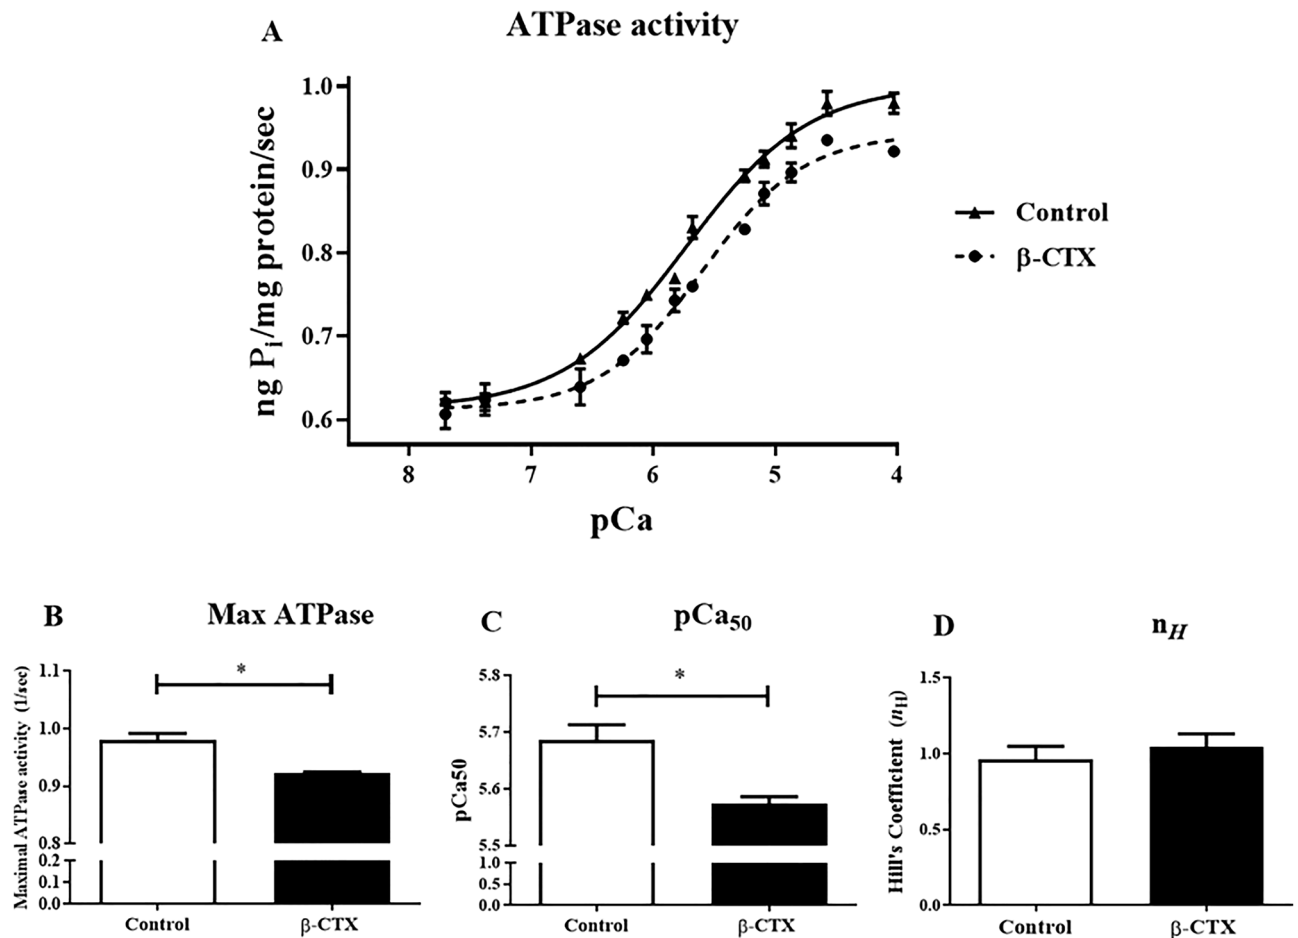 A
ATPase activity
ng Pi/mg protein/sec
1.0
0.9
0.8
0.7
0.6
8 7 6 5 4
pCa
Control
β-CTX
B
Max ATPase
Maximal ATPase activity (1/sec)
1.1
1.0
0.9
0.8
0.2
0.1
0.0
*
Control β-CTX
C
pCa50
pCa50
5.8
5.7
5.6
5.5
1.0
0.5
0.0
*
Control β-CTX
D
nH
Hill's Coefficient (nH)
1.5
1.0
0.5
0.0
Control β-CTX